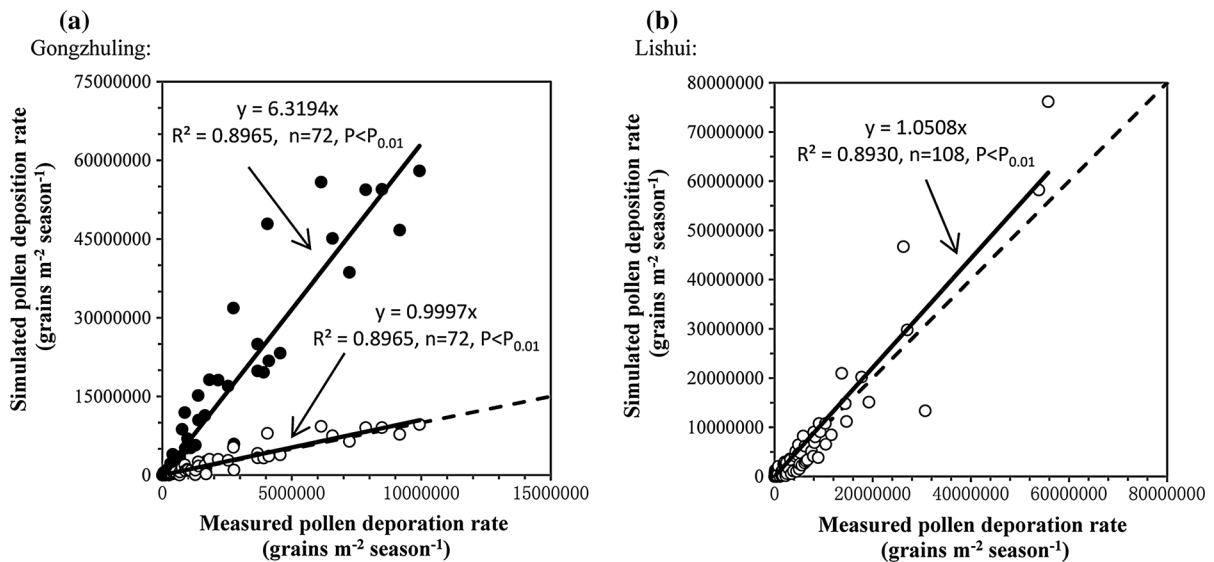 (a)
Gongzhuling:
75000000
60000000
45000000
30000000
15000000
0
Simulated pollen deposition rate
(grains m⁻² season⁻¹)
y = 6.3194x
R² = 0.8965, n=72, P<P₀.₀₁
y = 0.9997x
R² = 0.8965, n=72, P<P₀.₀₁
0 5000000 10000000 15000000
Measured pollen deporation rate
(grains m⁻² season⁻¹)
(b)
Lishui:
80000000
70000000
60000000
50000000
40000000
30000000
20000000
10000000
0
Simulated pollen deposition rate
(grains m⁻² season⁻¹)
y = 1.0508x
R² = 0.8930, n=108, P<P₀.₀₁
0 20000000 40000000 60000000 80000000
Measured pollen deporation rate
(grains m⁻² season⁻¹)